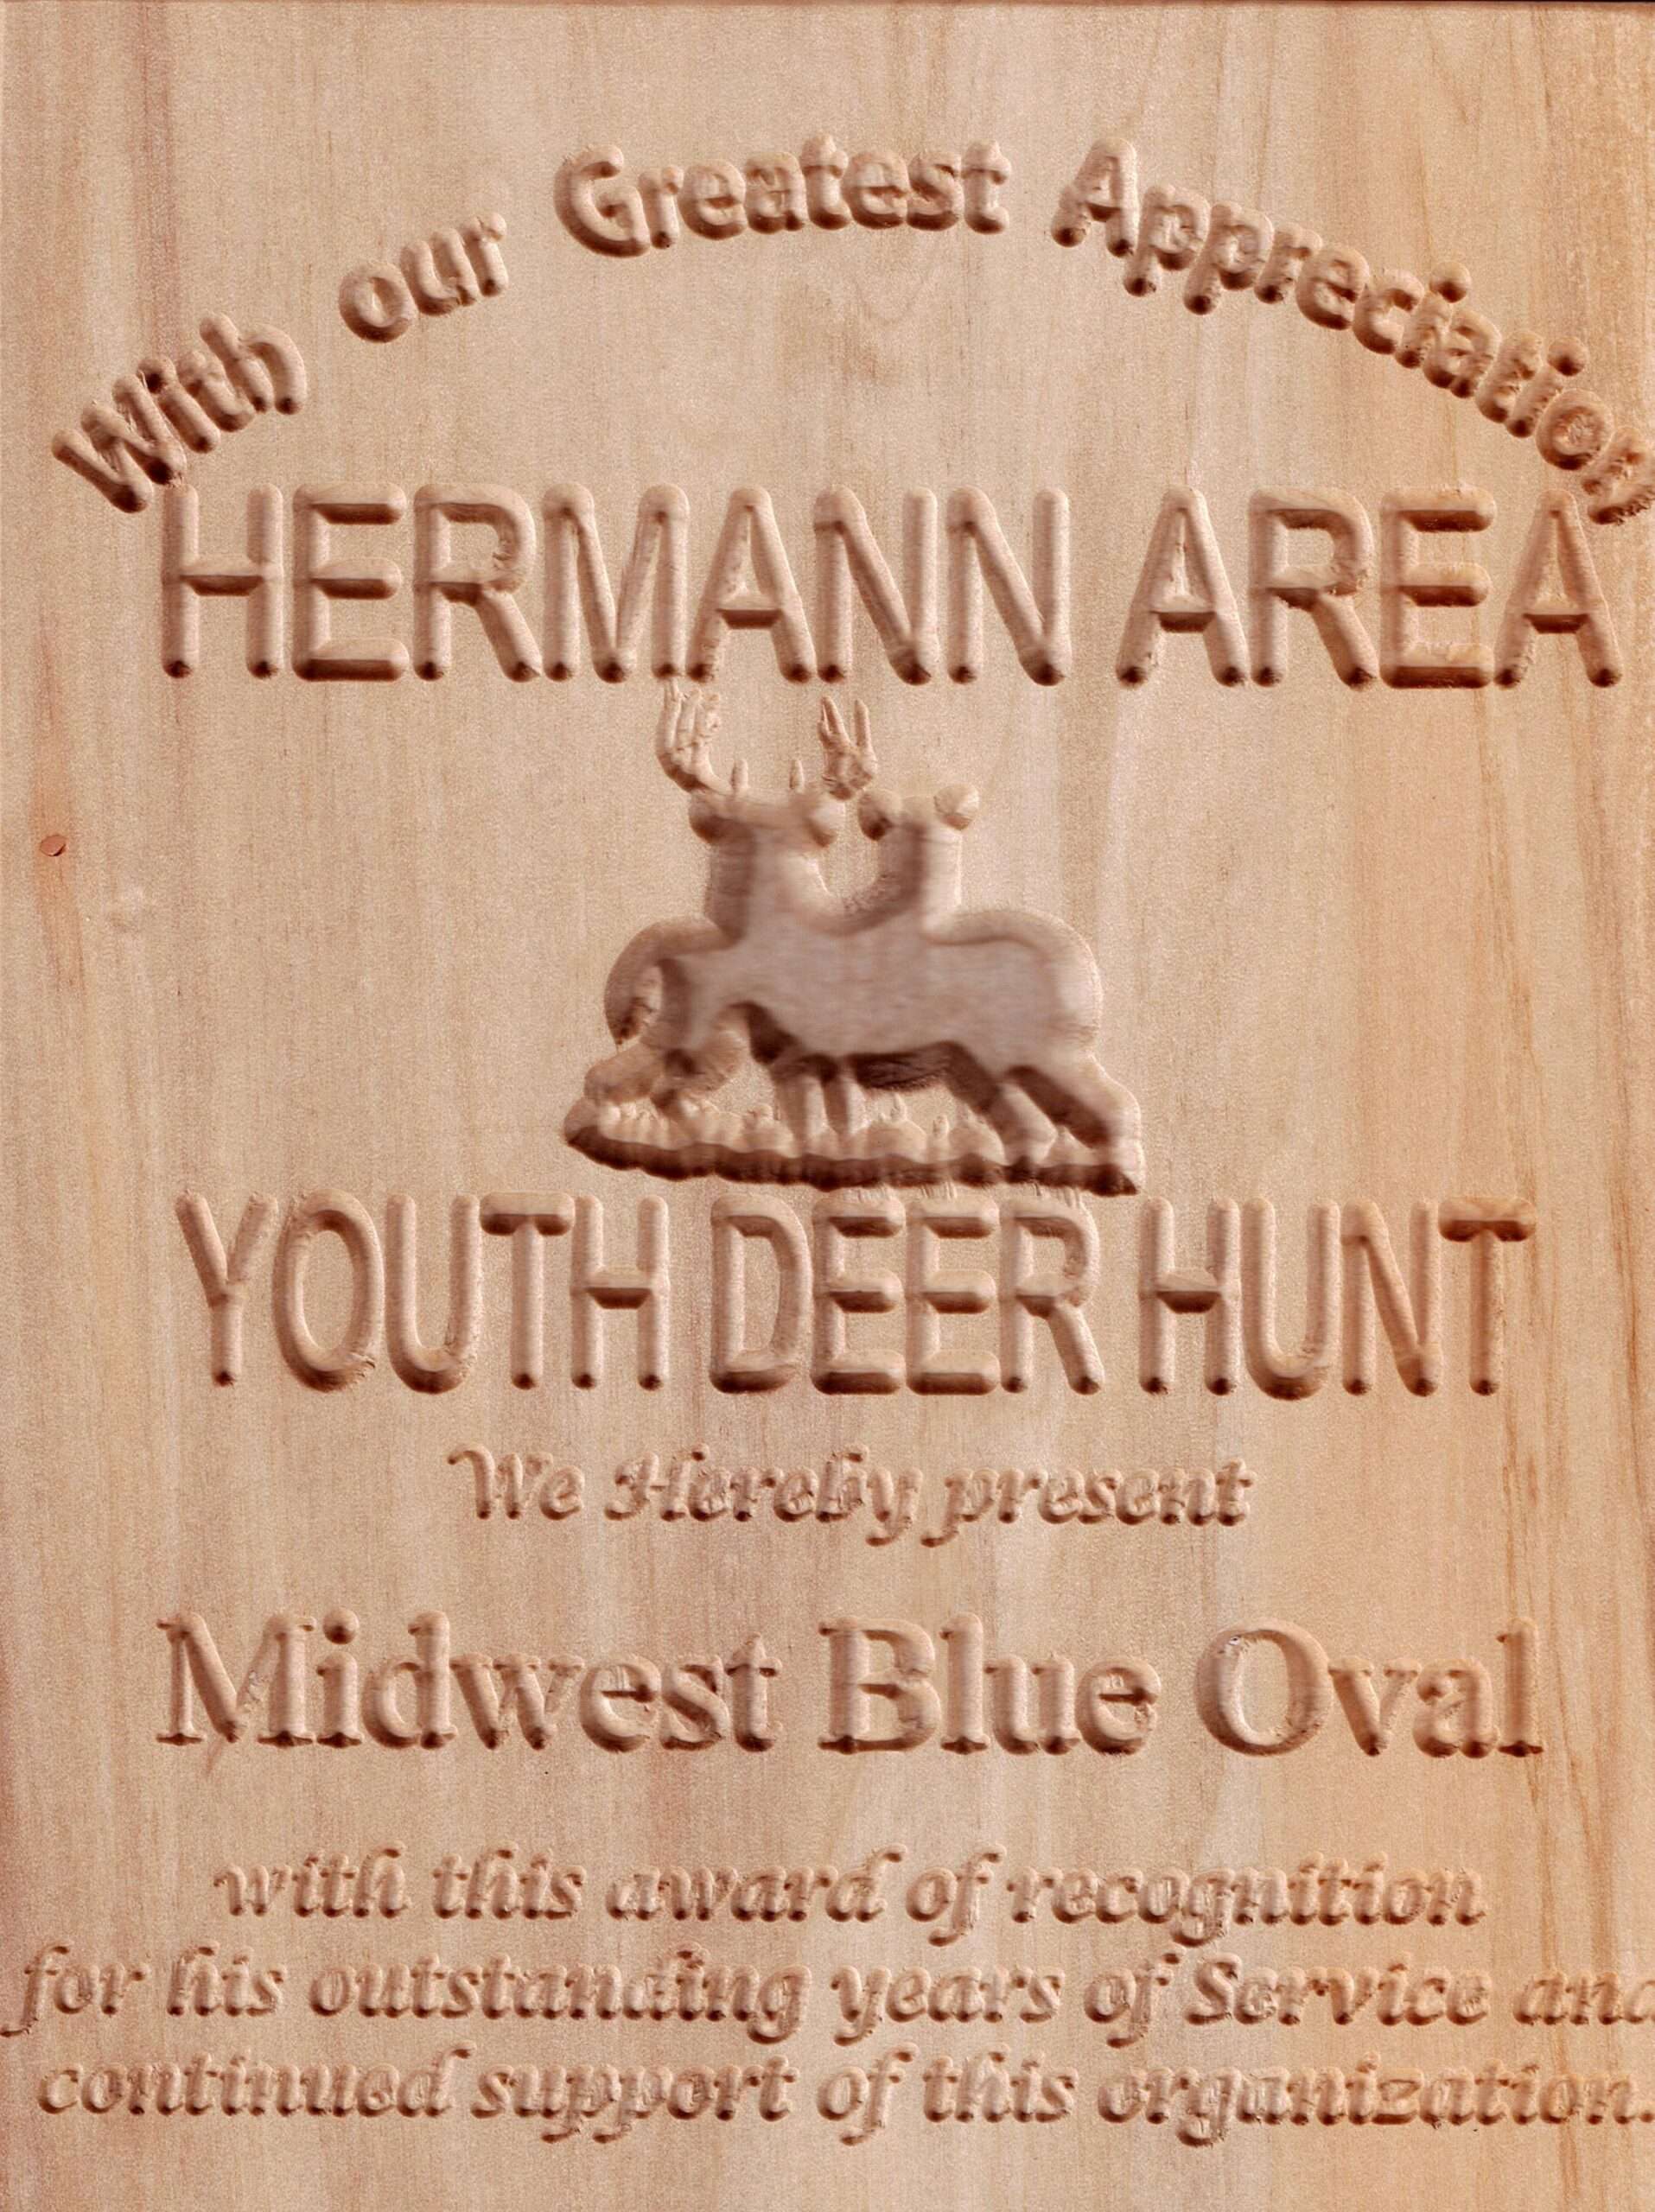 With our Greatest Appreciation
HERMANN AREA
YOUTH DEER HUNT
We Hereby present
Midwest Blue Oval
with this award of recognition
for his outstanding years of Service and
continued support of this organization.